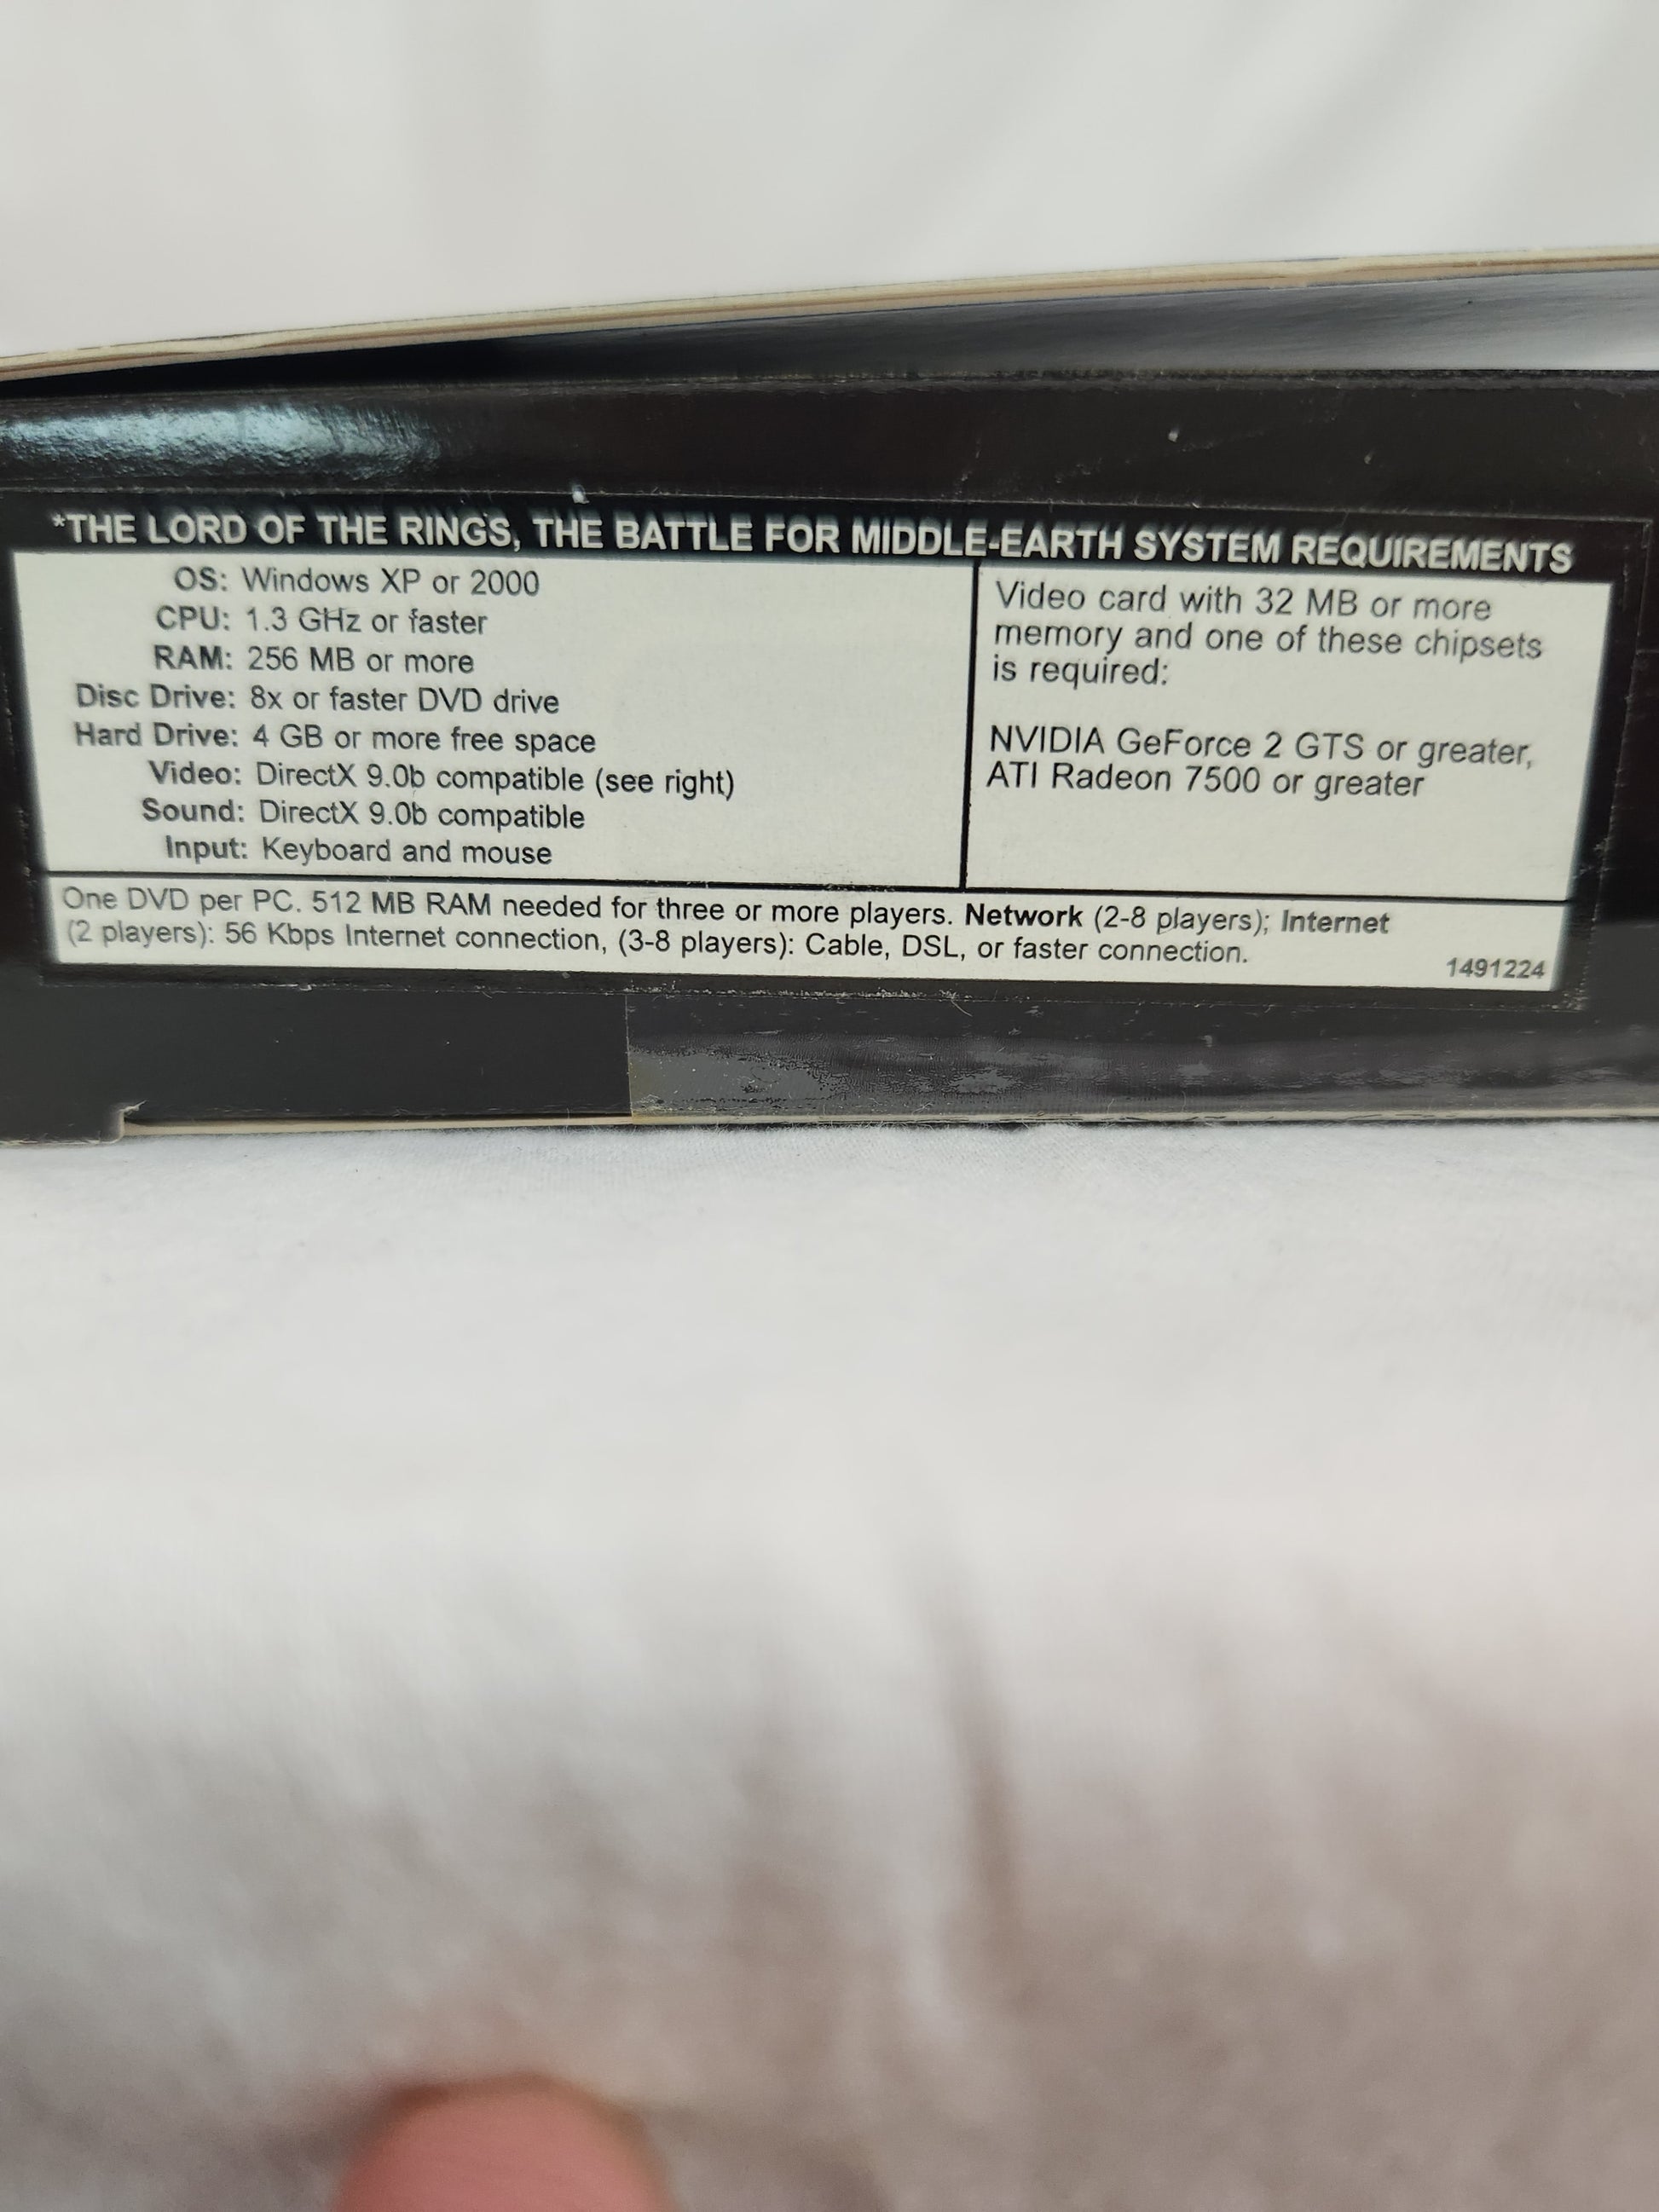 *THE LORD OF THE RINGS, THE BATTLE FOR MIDDLE-EARTH SYSTEM REQUIREMENTS
OS: Windows XP or 2000
CPU: 1.3 GHz or faster
RAM: 256 MB or more
Disc Drive: 8x or faster DVD drive
Hard Drive: 4 GB or more free space
Video: DirectX 9.0b compatible (see right)
Sound: DirectX 9.0b compatible
Input: Keyboard and mouse
Video card with 32 MB or more
memory and one of these chipsets
is required:
NVIDIA GeForce 2 GTS or greater,
ATI Radeon 7500 or greater
One DVD per PC. 512 MB RAM needed for three or more players. Network (2-8 players); Internet
(2 players): 56 Kbps Internet connection, (3-8 players): Cable, DSL, or faster connection.
1491224